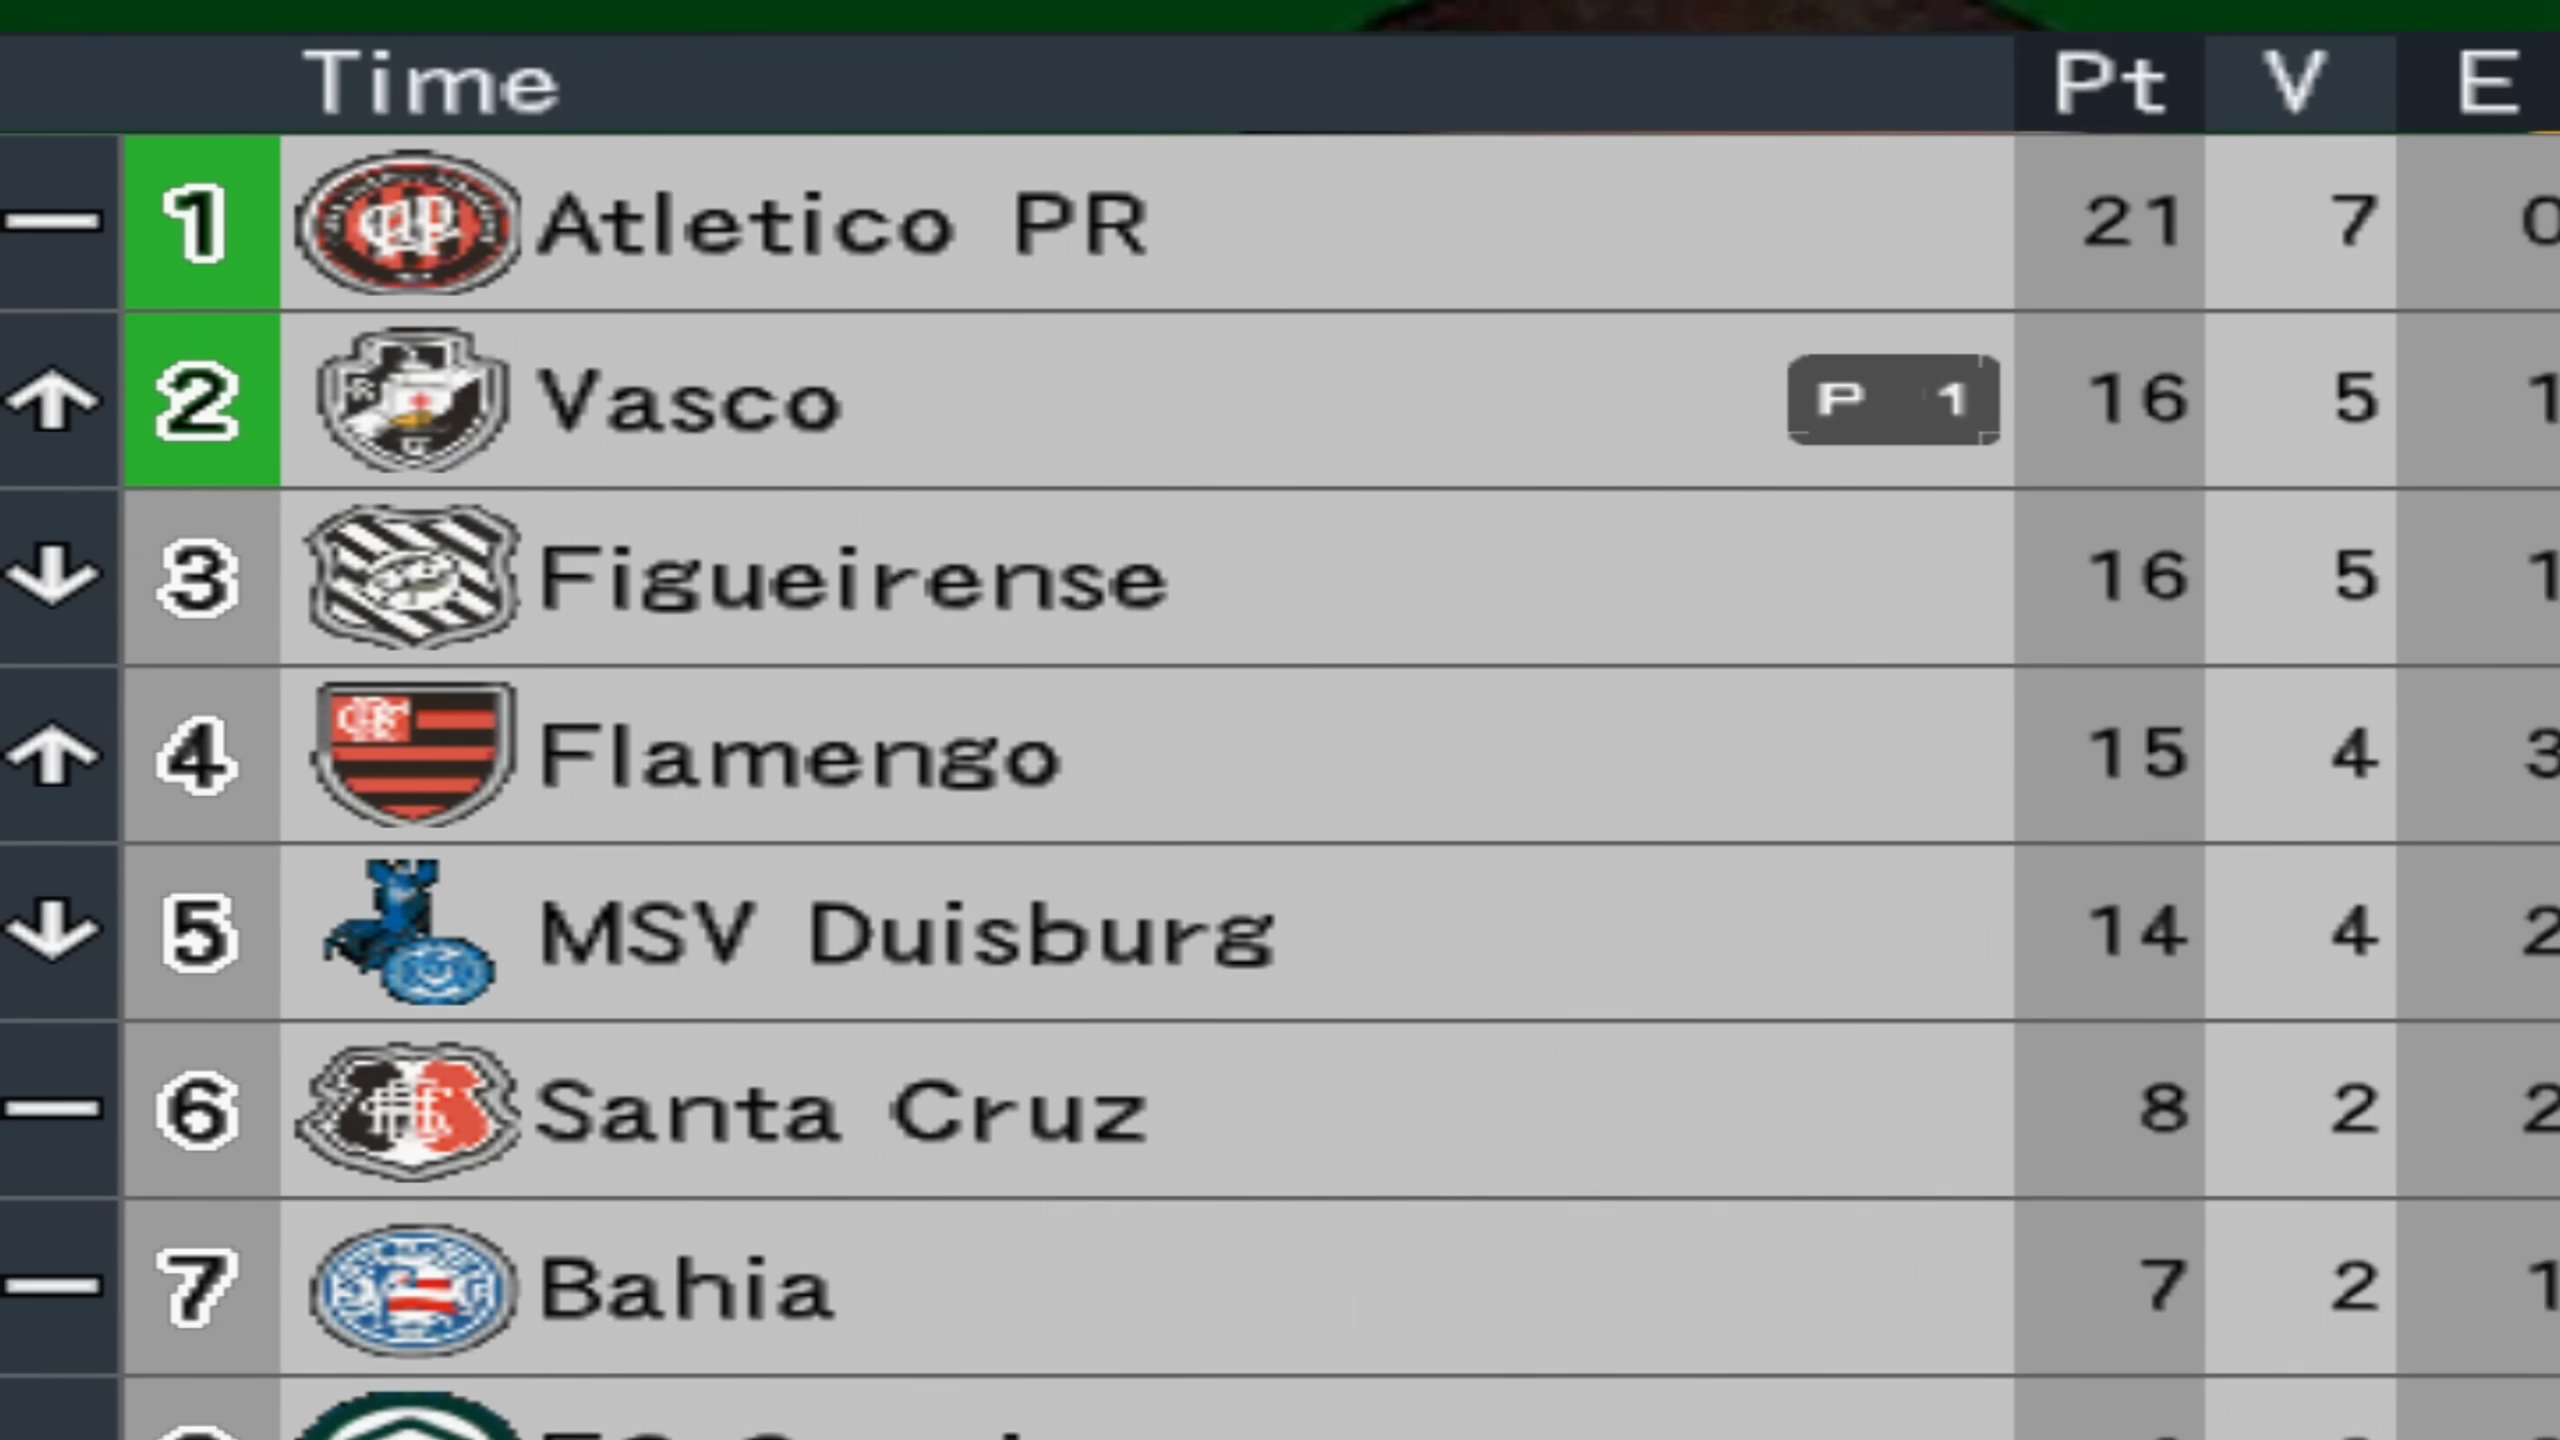 Time Pt V E
1 Atletico PR 21 7 0
2 Vasco P 1 16 5 1
3 Figueirense 16 5 1
4 Flamengo 15 4 3
5 MSV Duisburg 14 4 2
6 Santa Cruz 8 2 2
7 Bahia 7 2 1